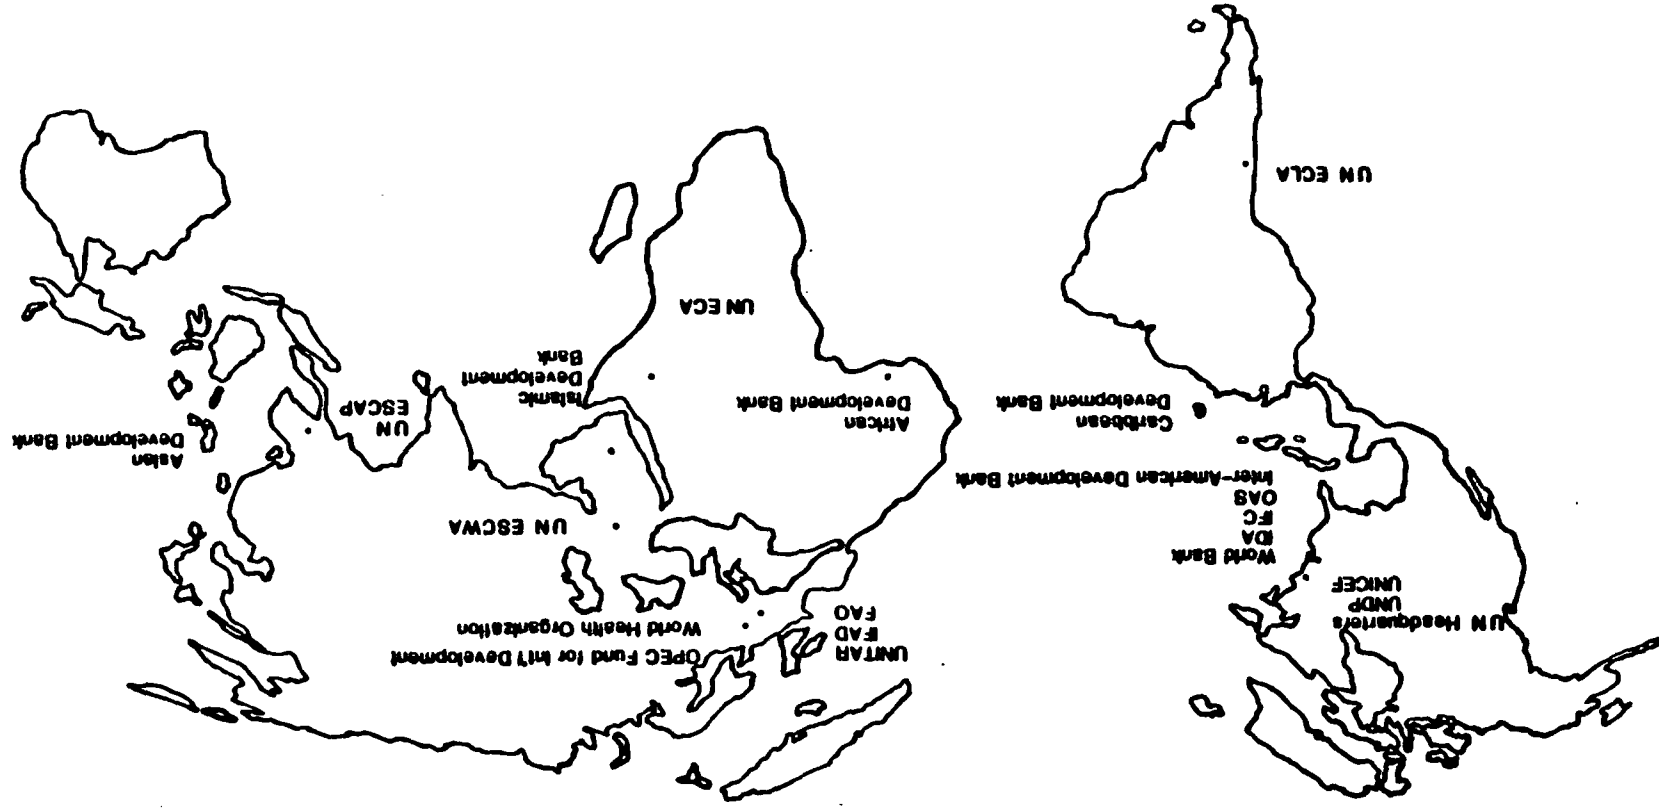 UN Headquarters
UNDP
UNICEF
World Bank
IDA
IFC
OAS
Inter-American Development Bank
Caribbean
Development Bank
UN ECLA
UNITAR
IFAD
FAO
OPEC Fund for Int'l Development
World Health Organization
UN ESCWA
African
Development Bank
Islamic
Development
Bank
UN ECA
UN
ESCAP
Asian
Development Bank